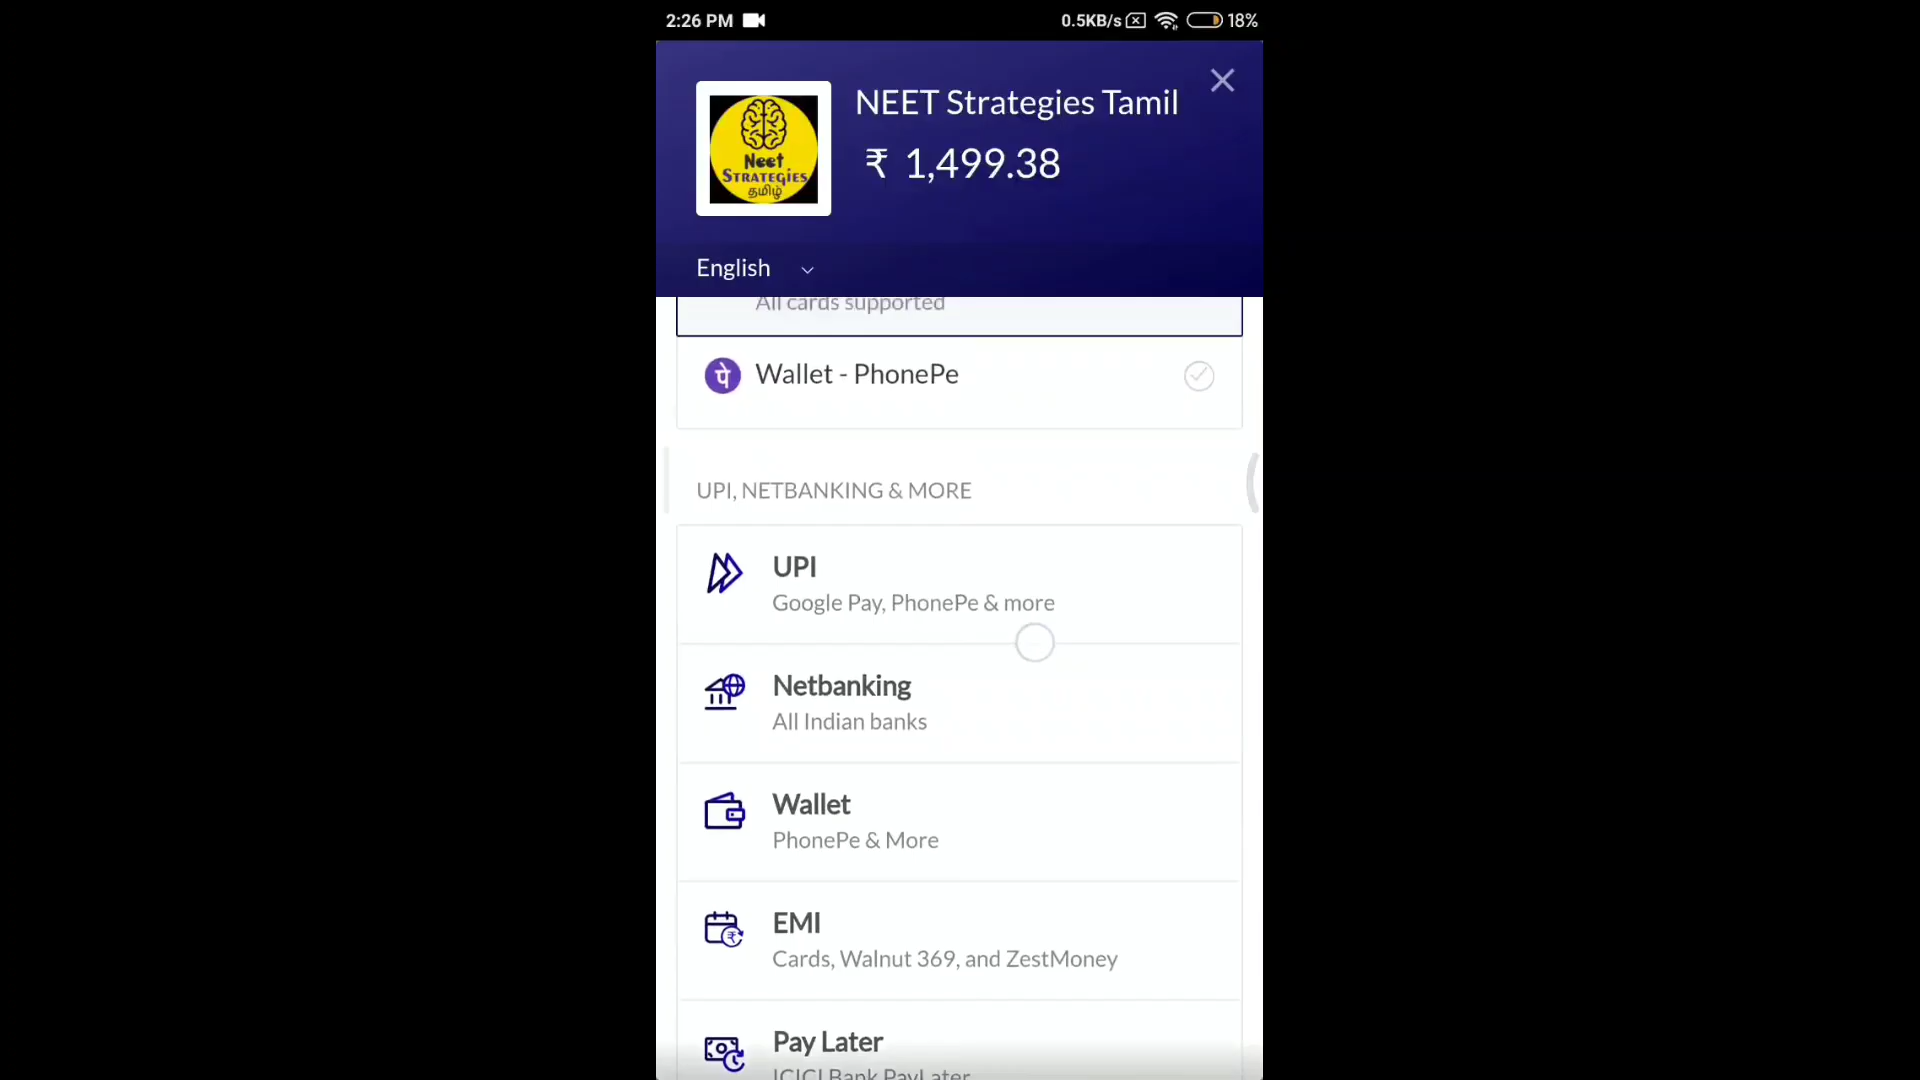 2:26 PM
0.5KB/s
18%
NEET Strategies Tamil
Neet
STRATEGIES
தமிழ்
₹ 1,499.38
English
All cards supported
पे Wallet - PhonePe
UPI, NETBANKING & MORE
UPI
Google Pay, PhonePe & more
Netbanking
All Indian banks
Wallet
PhonePe & More
₹
EMI
Cards, Walnut 369, and ZestMoney
Pay Later
ICICI Bank PayLater